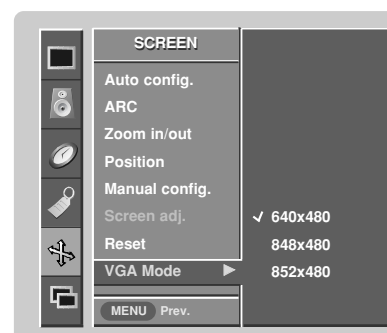 SCREEN
Auto config.
ARC
Zoom in/out
Position
Manual config.
Screen adj.
Reset
VGA Mode
640x480
848x480
852x480
MENU Prev.